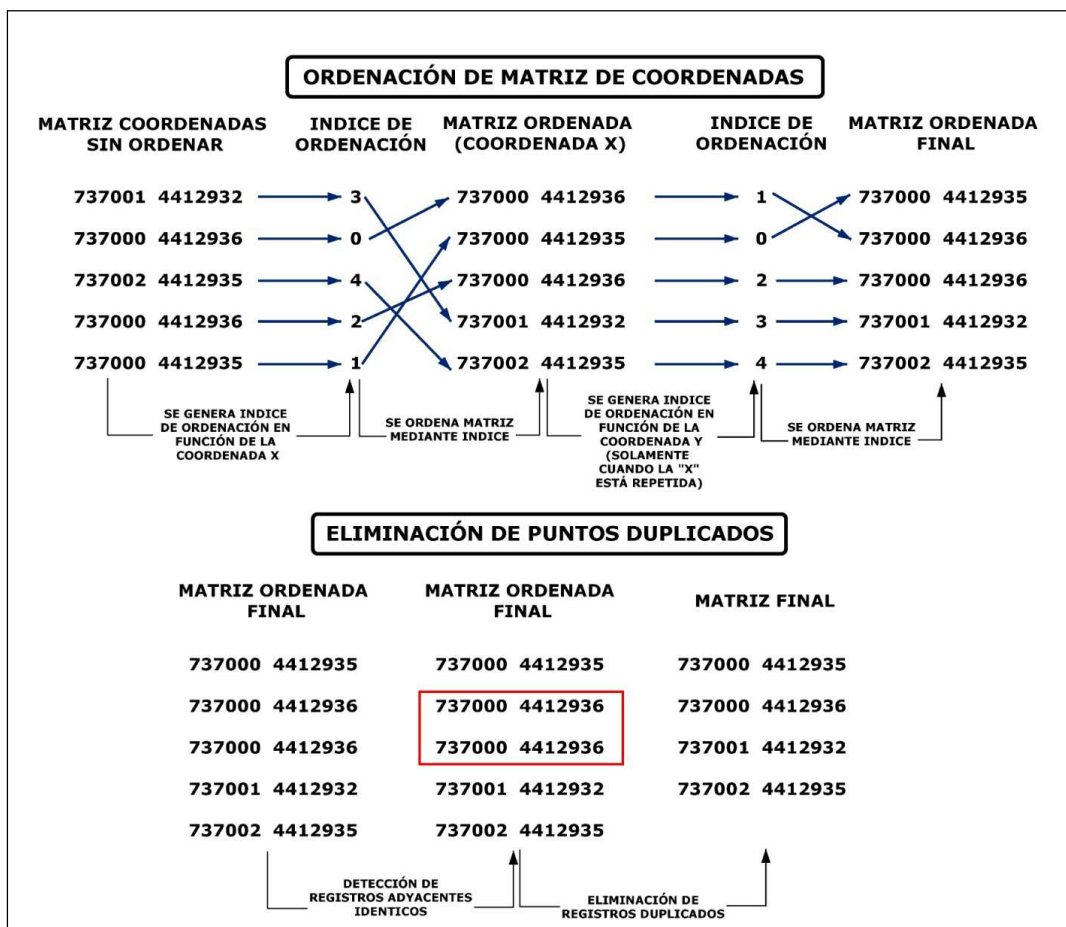 ORDENACIÓN DE MATRIZ DE COORDENADAS
MATRIZ COORDENADAS INDICE DE MATRIZ ORDENADA INDICE DE MATRIZ ORDENADA
SIN ORDENAR ORDENACIÓN (COORDENADA X) ORDENACIÓN FINAL
737001 4412932 3 737000 4412936 1 737000 4412935
737000 4412936 0 737000 4412935 0 737000 4412936
737002 4412935 4 737000 4412936 2 737000 4412936
737000 4412936 2 737001 4412932 3 737001 4412932
737000 4412935 1 737002 4412935 4 737002 4412935
SE GENERA INDICE
DE ORDENACIÓN EN
FUNCIÓN DE LA
COORDENADA X
SE ORDENA MATRIZ
MEDIANTE INDICE
SE GENERA INDICE
DE ORDENACIÓN EN
FUNCIÓN DE LA
COORDENADA Y
(SOLAMENTE
CUANDO LA "X"
ESTÁ REPETIDA)
SE ORDENA MATRIZ
MEDIANTE INDICE
ELIMINACIÓN DE PUNTOS DUPLICADOS
MATRIZ ORDENADA MATRIZ ORDENADA MATRIZ FINAL
FINAL FINAL
737000 4412935 737000 4412935 737000 4412935
737000 4412936 737000 4412936 737000 4412936
737000 4412936 737000 4412936 737001 4412932
737001 4412932 737001 4412932 737002 4412935
737002 4412935 737002 4412935
DETECCIÓN DE
REGISTROS ADYACENTES
IDENTICOS
ELIMINACIÓN DE
REGISTROS DUPLICADOS